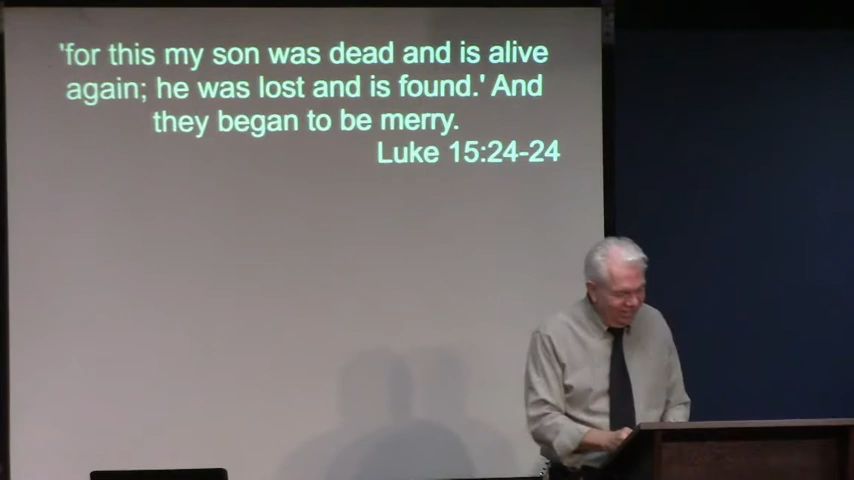 'for this my son was dead and is alive
again; he was lost and is found.' And
they began to be merry.
Luke 15:24-24